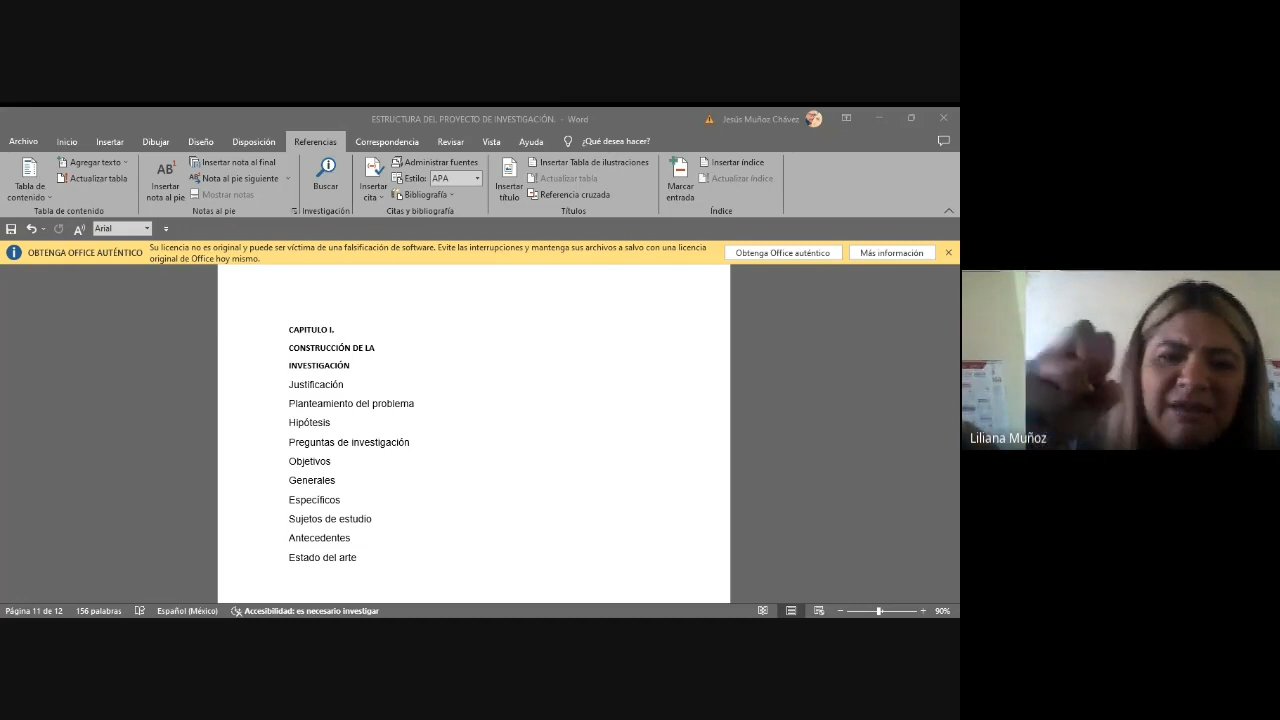 ESTRUCTURA DEL PROYECTO DE INVESTIGACIÓN. - Word
Jesús Muñoz Chávez
Archivo Inicio Insertar Dibujar Diseño Disposición Referencias Correspondencia Revisar Vista Ayuda ¿Qué desea hacer?
Tabla de contenido
Agregar texto
Actualizar tabla
Tabla de contenido
AB1
Insertar nota al pie
Insertar nota al final
Nota al pie siguiente
Mostrar notas
Notas al pie
Buscar
Investigación
Insertar cita
Administrar fuentes
Estilo: APA
Bibliografía
Citas y bibliografía
Insertar título
Insertar Tabla de ilustraciones
Actualizar tabla
Referencia cruzada
Títulos
Marcar entrada
Insertar índice
Actualizar índice
Índice
Arial
OBTENGA OFFICE AUTÉNTICO
Su licencia no es original y puede ser víctima de una falsificación de software. Evite las interrupciones y mantenga sus archivos a salvo con una licencia
original de Office hoy mismo.
Obtenga Office auténtico
Más información
CAPITULO I.
CONSTRUCCIÓN DE LA
INVESTIGACIÓN
Justificación
Planteamiento del problema
Hipótesis
Preguntas de investigación
Objetivos
Generales
Específicos
Sujetos de estudio
Antecedentes
Estado del arte
Página 11 de 12 156 palabras Español (México) Accesibilidad: es necesario investigar 90%
Liliana Muñoz